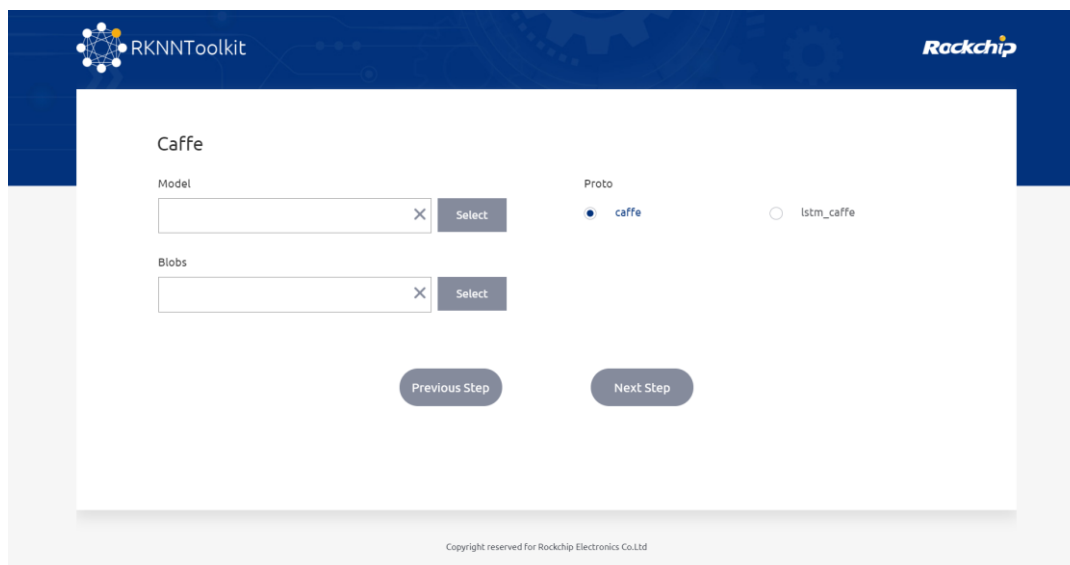 RKNNToolkit
Rockchip
Caffe
Model
Proto
Select
caffe
lstm_caffe
Blobs
Select
Previous Step
Next Step
Copyright reserved for Rockchip Electronics Co.Ltd